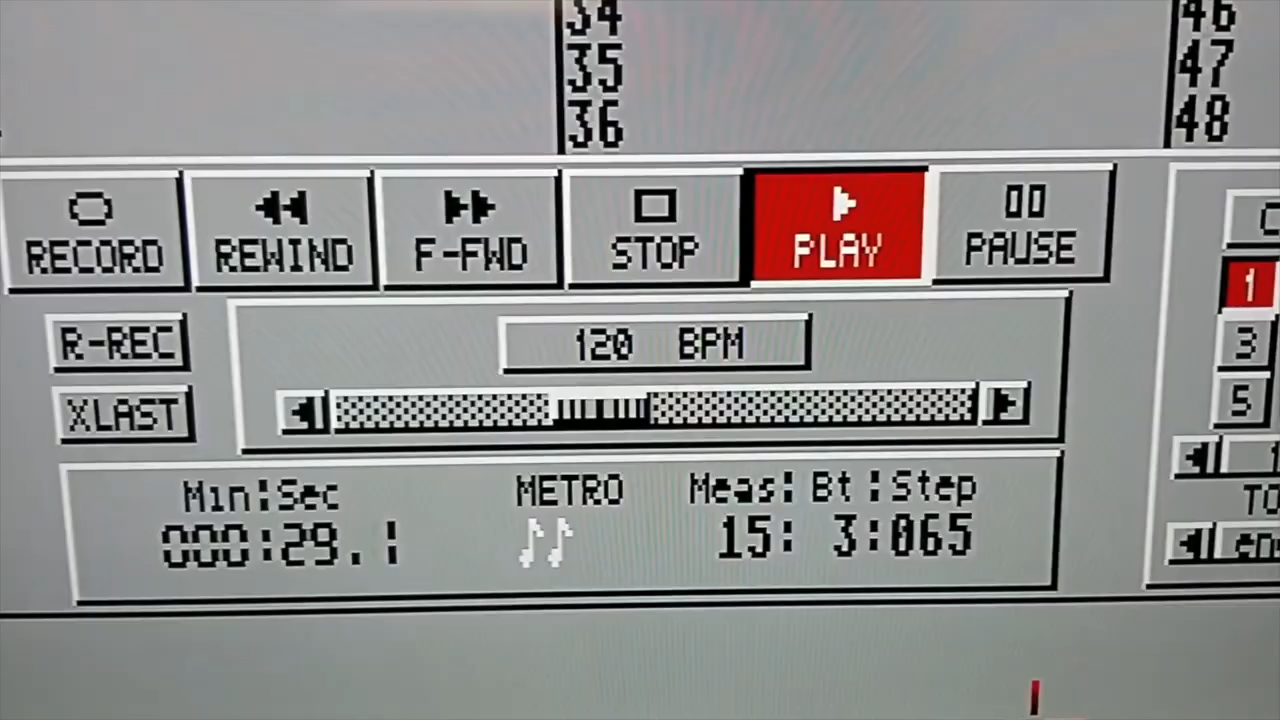 34
35
36
46
47
48
RECORD
REWIND
F-FWD
STOP
PLAY
PAUSE
R-REC
120 BPM
XLAST
Min:Sec
METRO
Meas: Bt :Step
000:29.1
15: 3:065
1
3
5